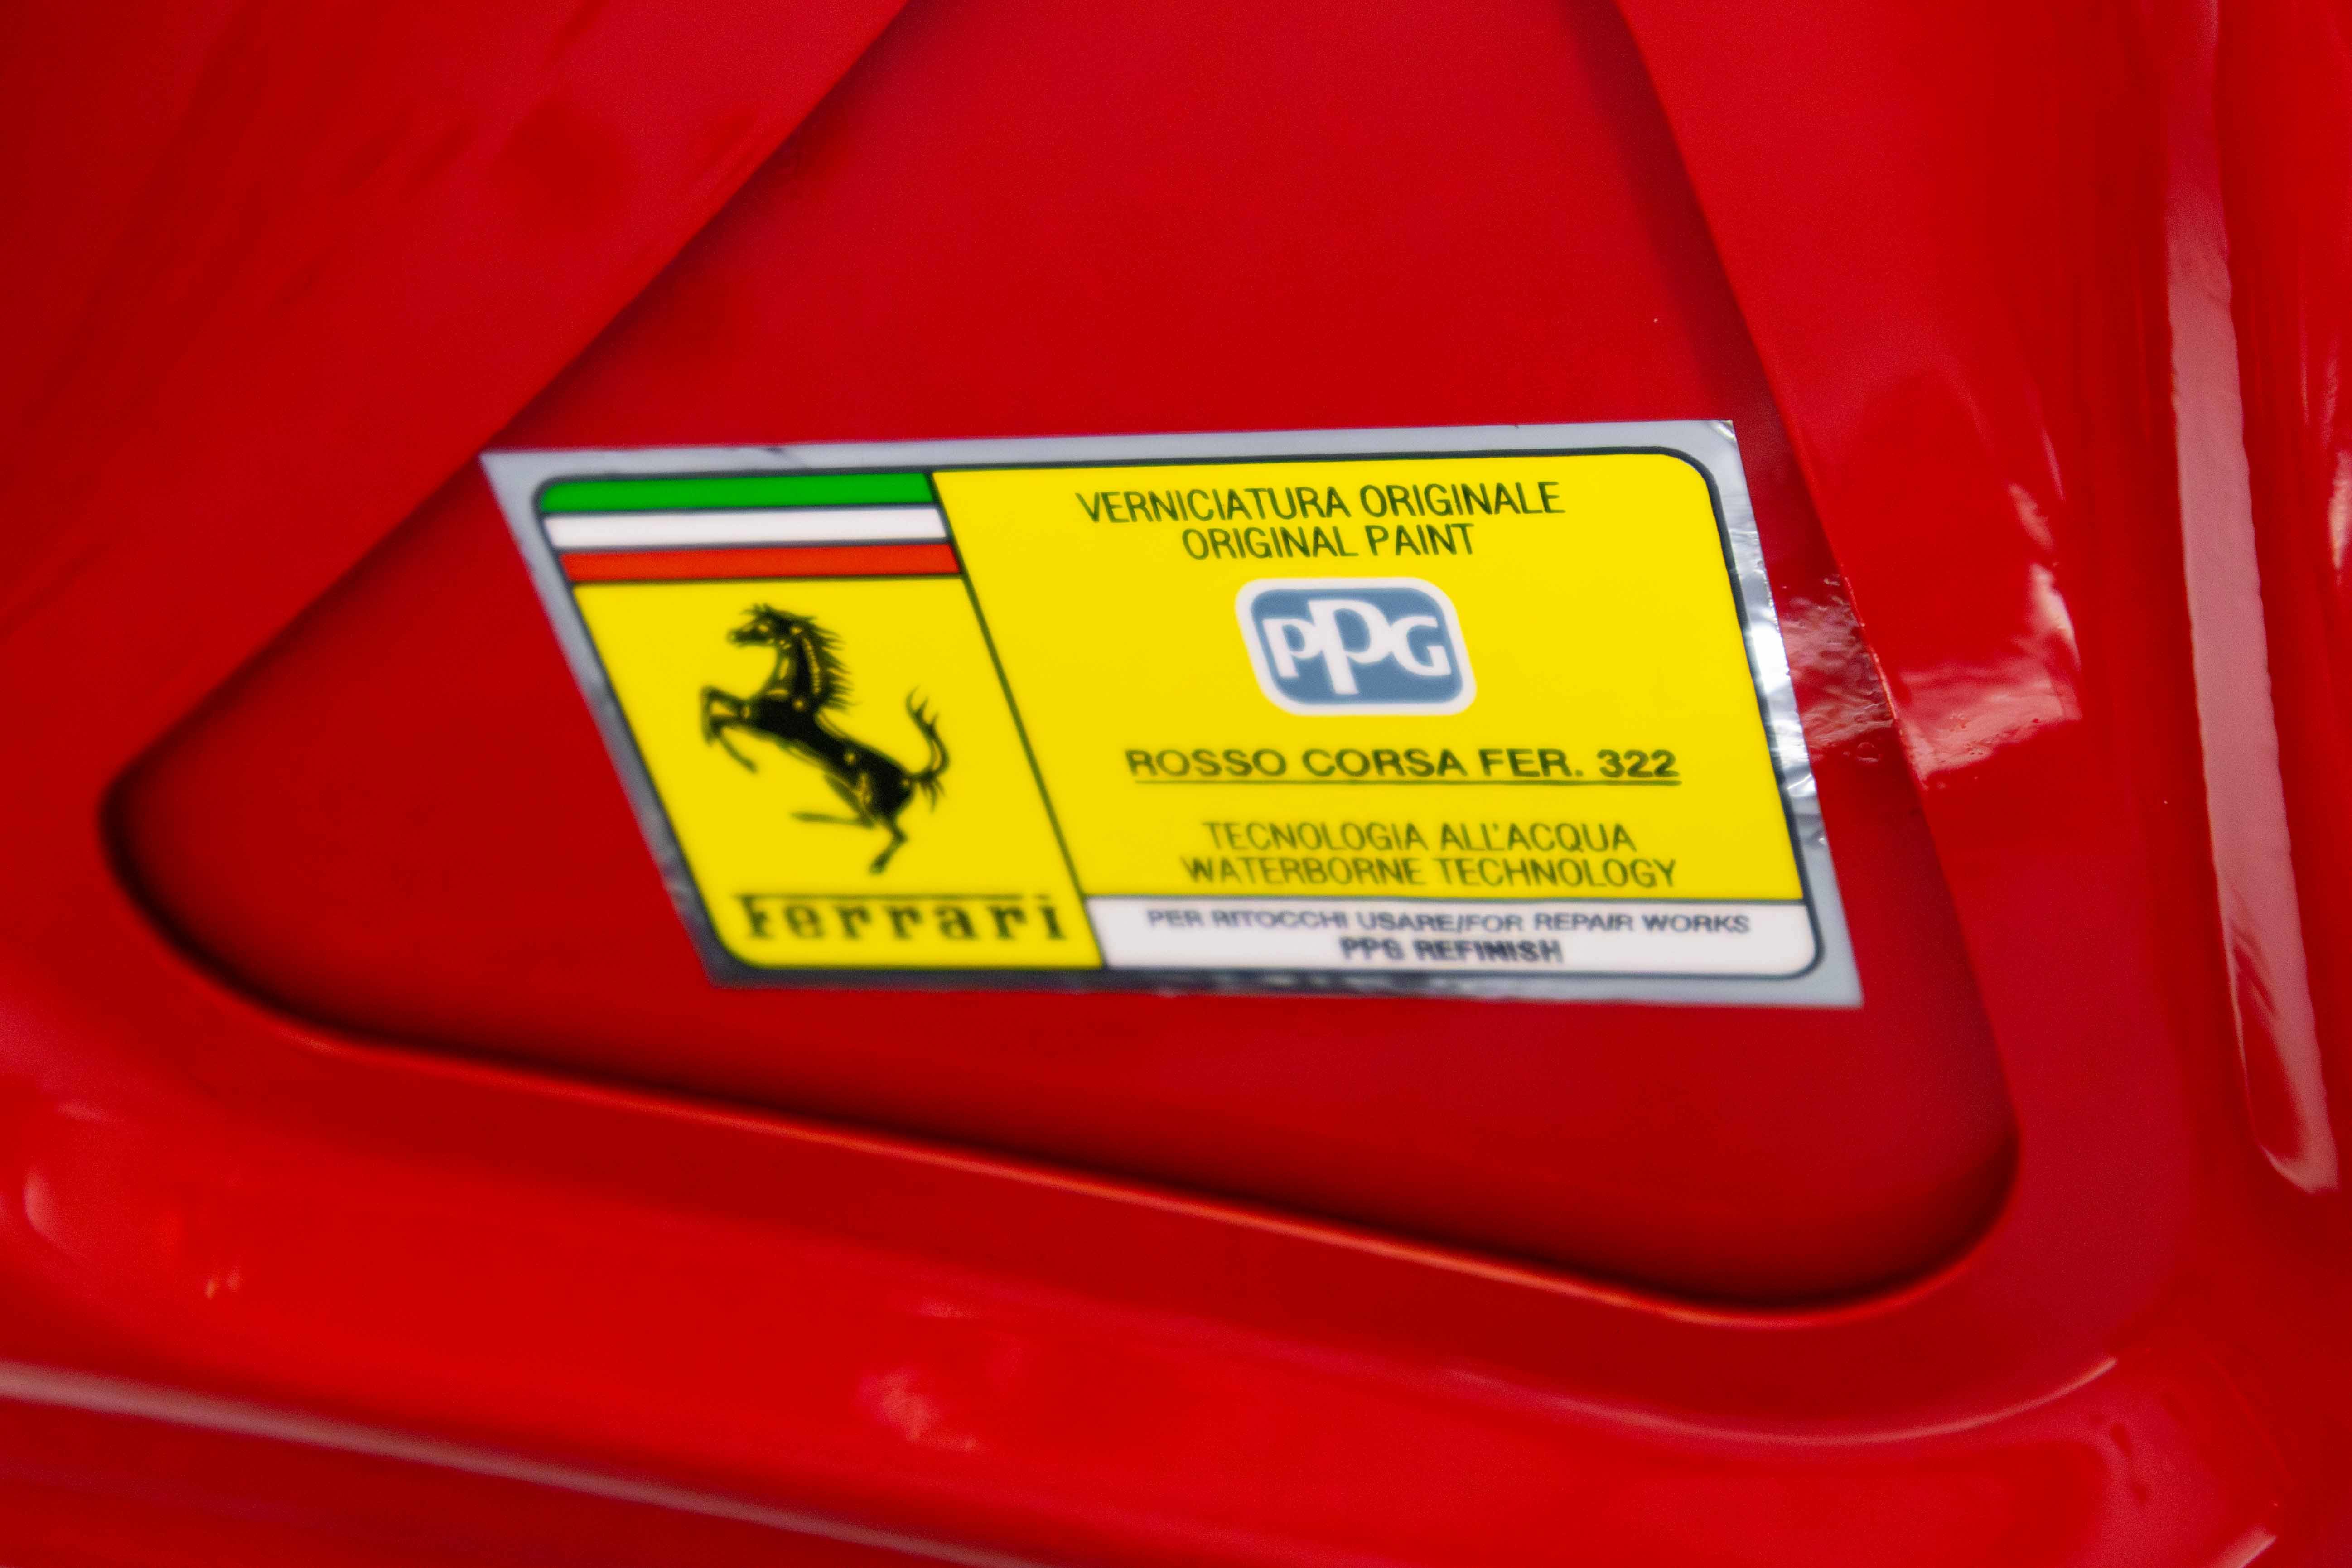 VERNICIATURA ORIGINALE
ORIGINAL PAINT
PPG
ROSSO CORSA FER. 322
TECNOLOGIA ALL'ACQUA
WATERBORNE TECHNOLOGY
Ferrari
PER RITOCCHI USARE/FOR REPAIR WORKS
PPG REFINISH